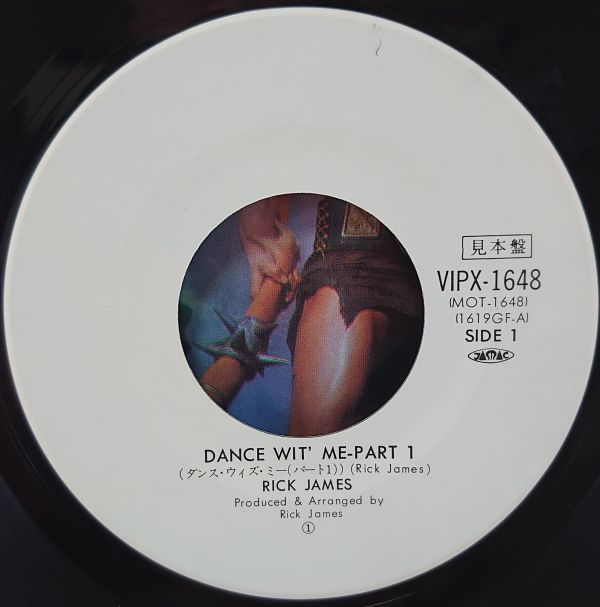 見本盤
VIPX-1648
(MOT-1648)
(1619GF-A)
SIDE 1
JASRAC
DANCE WIT' ME-PART 1
(ダンス・ウィズ・ミー(パート1)) (Rick James)
RICK JAMES
Produced & Arranged by
Rick James
①